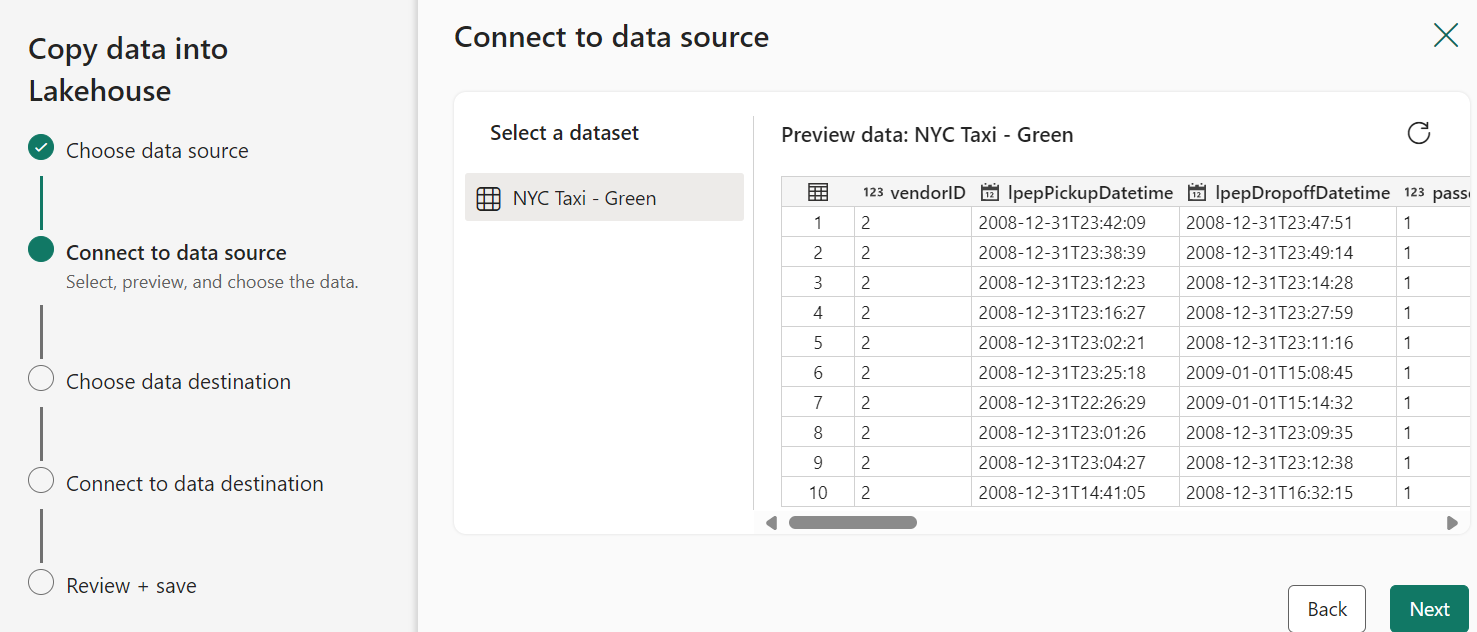 Copy data into
Lakehouse
Choose data source
Connect to data source
Select, preview, and choose the data.
Choose data destination
Connect to data destination
Review + save
Connect to data source
Select a dataset
NYC Taxi - Green
Preview data: NYC Taxi - Green
123 vendorID 12 lpepPickupDatetime 12 lpepDropoffDatetime 123 passe
1 2 2008-12-31T23:42:09 2008-12-31T23:47:51 1
2 2 2008-12-31T23:38:39 2008-12-31T23:49:14 1
3 2 2008-12-31T23:12:23 2008-12-31T23:14:28 1
4 2 2008-12-31T23:16:27 2008-12-31T23:27:59 1
5 2 2008-12-31T23:02:21 2008-12-31T23:11:16 1
6 2 2008-12-31T23:25:18 2009-01-01T15:08:45 1
7 2 2008-12-31T22:26:29 2009-01-01T15:14:32 1
8 2 2008-12-31T23:01:26 2008-12-31T23:09:35 1
9 2 2008-12-31T23:04:27 2008-12-31T23:12:38 1
10 2 2008-12-31T14:41:05 2008-12-31T16:32:15 1
Back Next